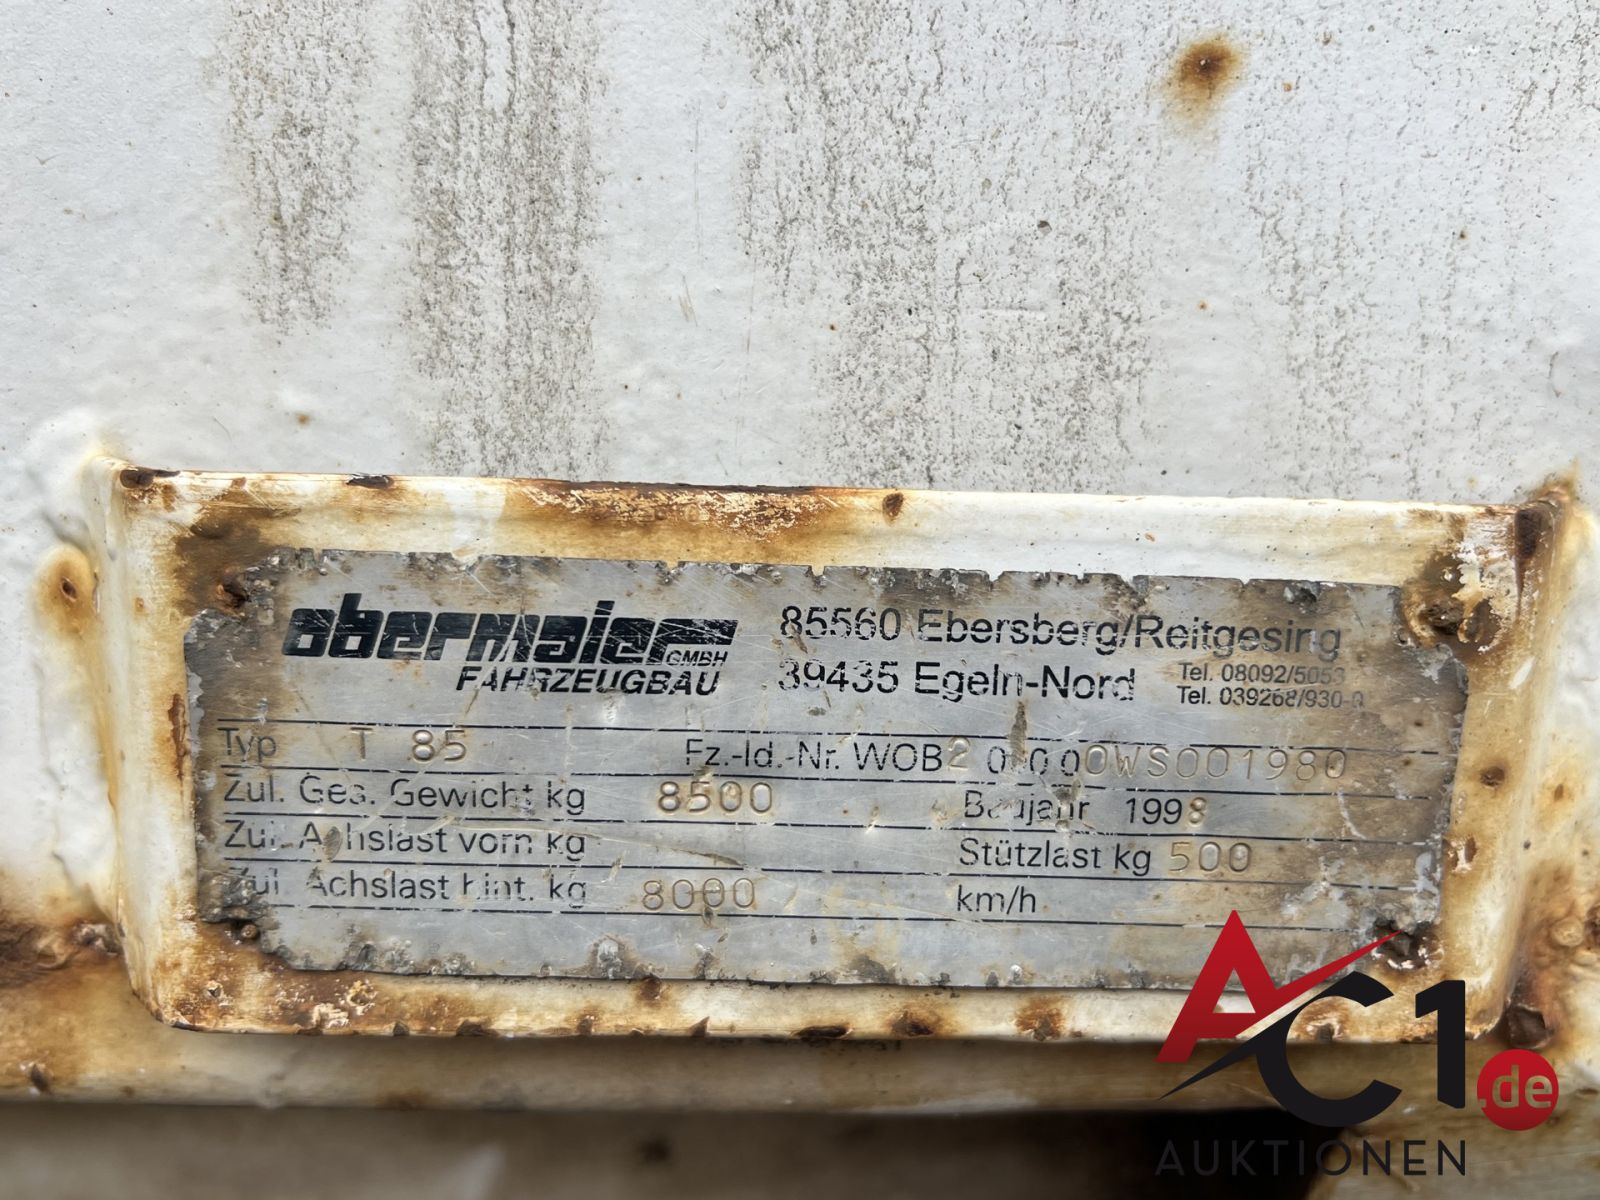 obermaier
GMBH
FAHRZEUGBAU
85560 Ebersberg/Reitgesing
39435 Egeln-Nord
Tel. 08092/5053
Tel. 039268/930-0
Typ T 85
Fz.-Id.-Nr. WOB2 0000WS001980
Zul. Ges. Gewicht kg 8500
Baujahr 1998
Zul. Achslast vorn kg
Stützlast kg 500
Zul. Achslast hint. kg 8000
km/h
AC1.de
AUKTIONEN